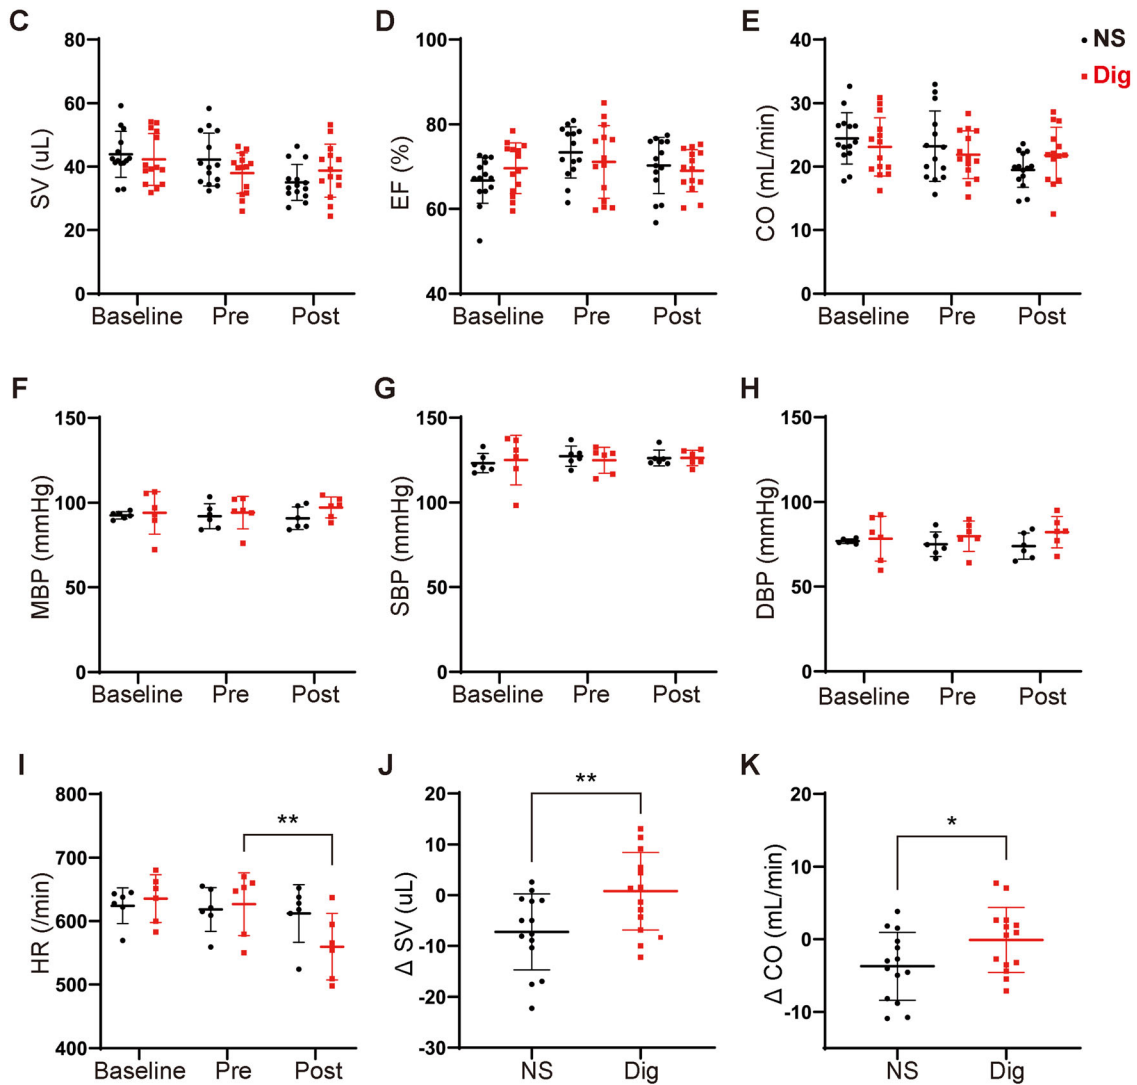 C
SV (uL)
80
60
40
20
0
Baseline Pre Post
D
EF (%)
100
80
60
40
Baseline Pre Post
E
CO (mL/min)
40
30
20
10
0
Baseline Pre Post
NS
Dig
F
MBP (mmHg)
150
100
50
0
Baseline Pre Post
G
SBP (mmHg)
150
100
50
0
Baseline Pre Post
H
DBP (mmHg)
150
100
50
0
Baseline Pre Post
I
HR (/min)
800
700
600
500
400
**
Baseline Pre Post
J
Δ SV (uL)
20
10
0
-10
-20
-30
**
NS Dig
K
Δ CO (mL/min)
20
10
0
-10
*
NS Dig